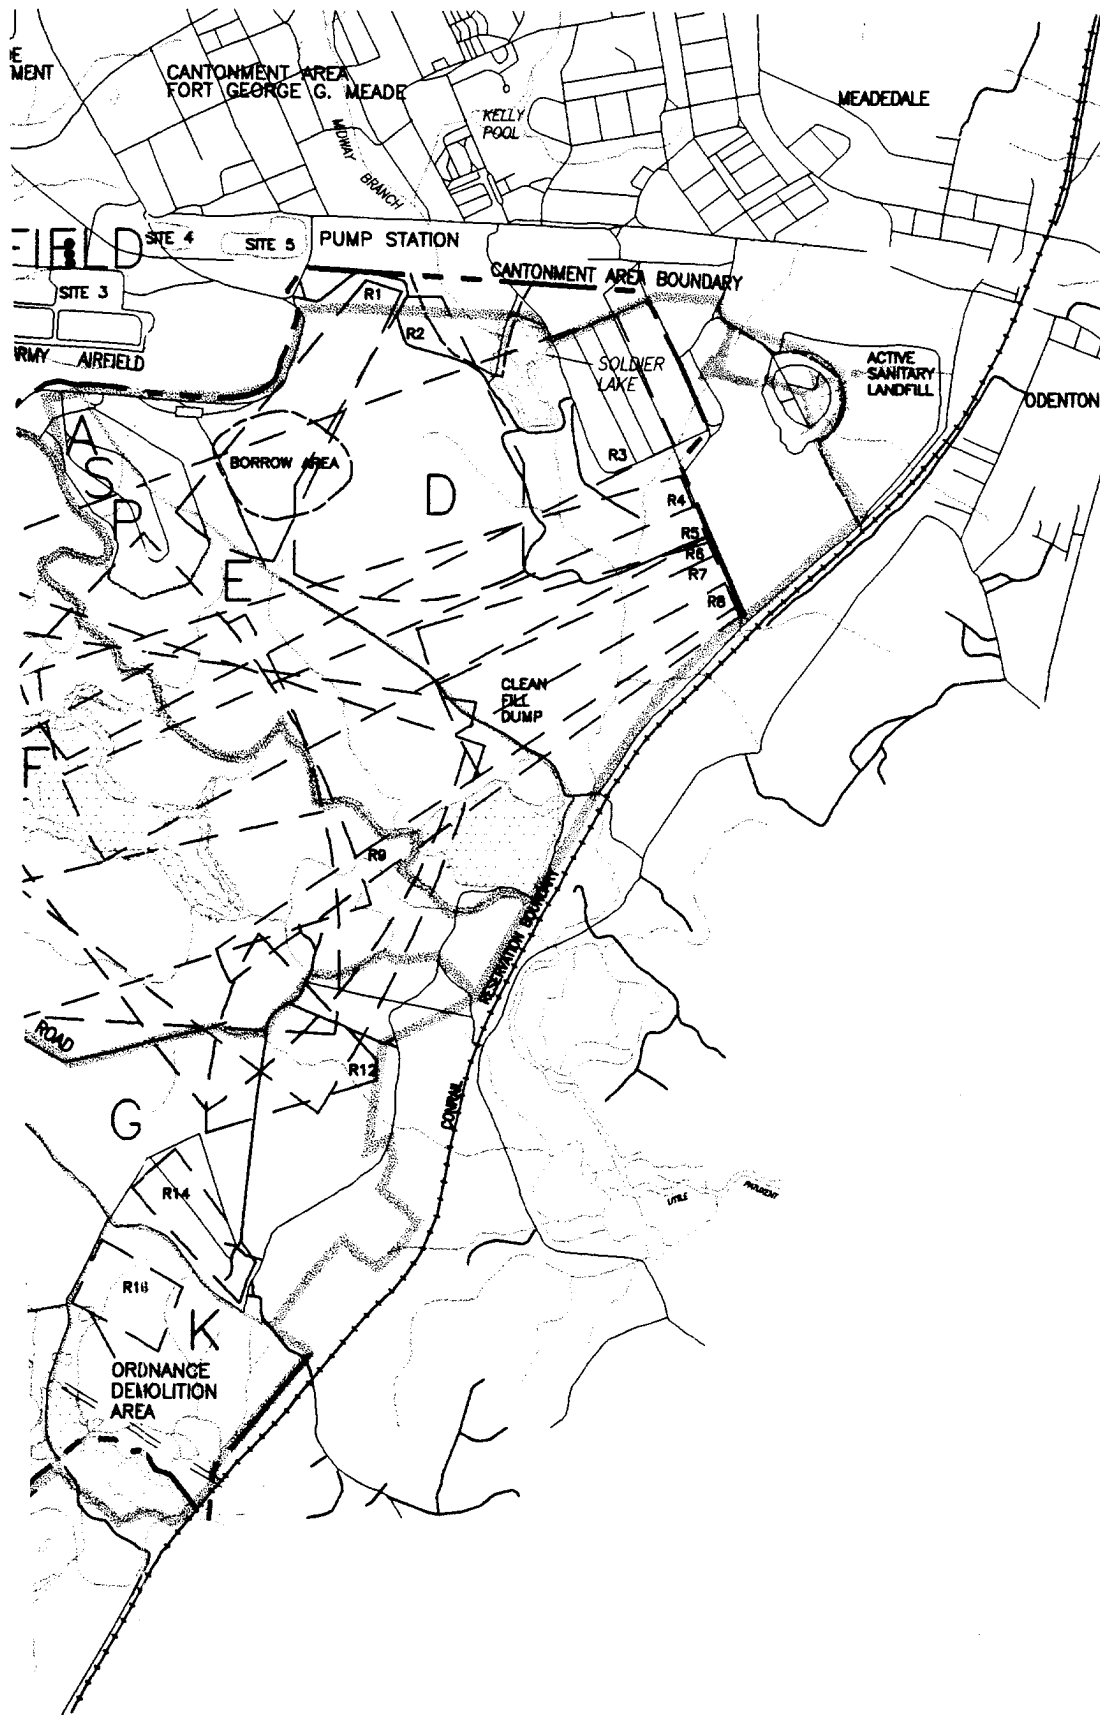 MENT
CANTONMENT AREA
FORT GEORGE G. MEADE
MEADEDALE
KELLY
POOL
MIDWAY
BRANCH
SITE 4
SITE 5
PUMP STATION
SITE 3
CANTONMENT AREA BOUNDARY
R1
R2
AIRFIELD
SOLDIER
LAKE
ACTIVE
SANITARY
LANDFILL
ODENTON
A
S
P
BORROW AREA
D
R3
R4
R5
R6
R7
R8
E
CLEAN
FILL
DUMP
F
R9
RESERVATION BOUNDARY
ROAD
R12
CONRAIL
G
R14
K
ORDNANCE
DEMOLITION
AREA